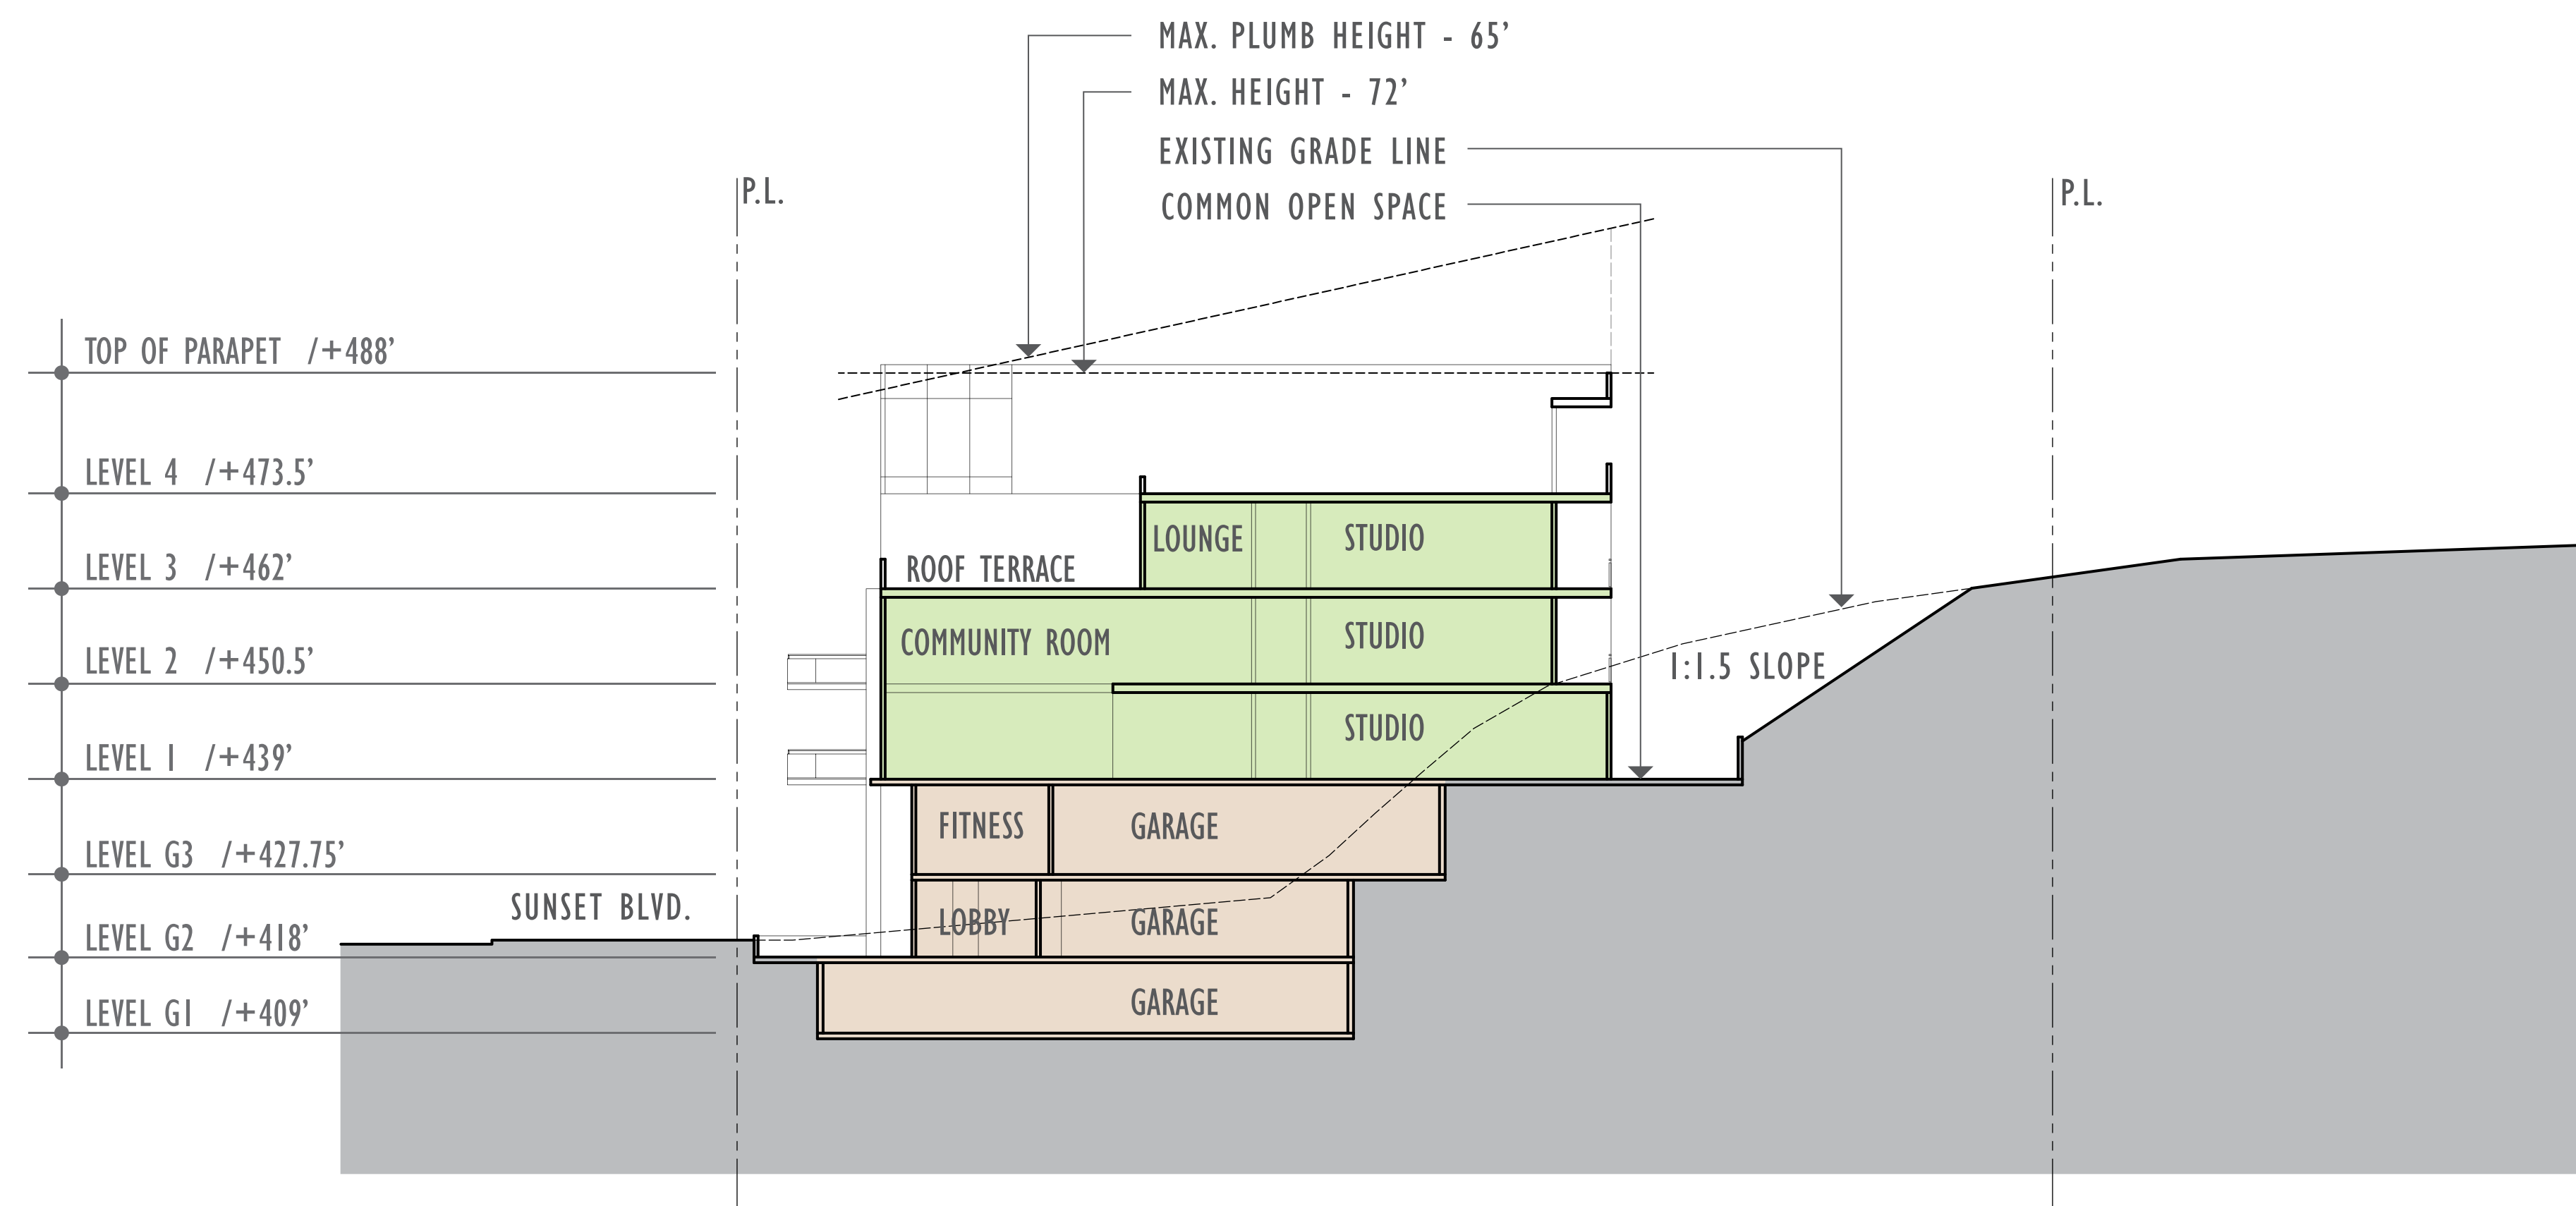 MAX. PLUMB HEIGHT - 65’
MAX. HEIGHT - 72’
EXISTING GRADE LINE
COMMON OPEN SPACE
P.L.
P.L.
TOP OF PARAPET /+488’
LEVEL 4 /+473.5’
LEVEL 3 /+462’
LEVEL 2 /+450.5’
LEVEL 1 /+439’
LEVEL G3 /+427.75’
LEVEL G2 /+418’
LEVEL G1 /+409’
SUNSET BLVD.
LOUNGE
STUDIO
ROOF TERRACE
COMMUNITY ROOM
STUDIO
1:1.5 SLOPE
STUDIO
FITNESS
GARAGE
LOBBY
GARAGE
GARAGE